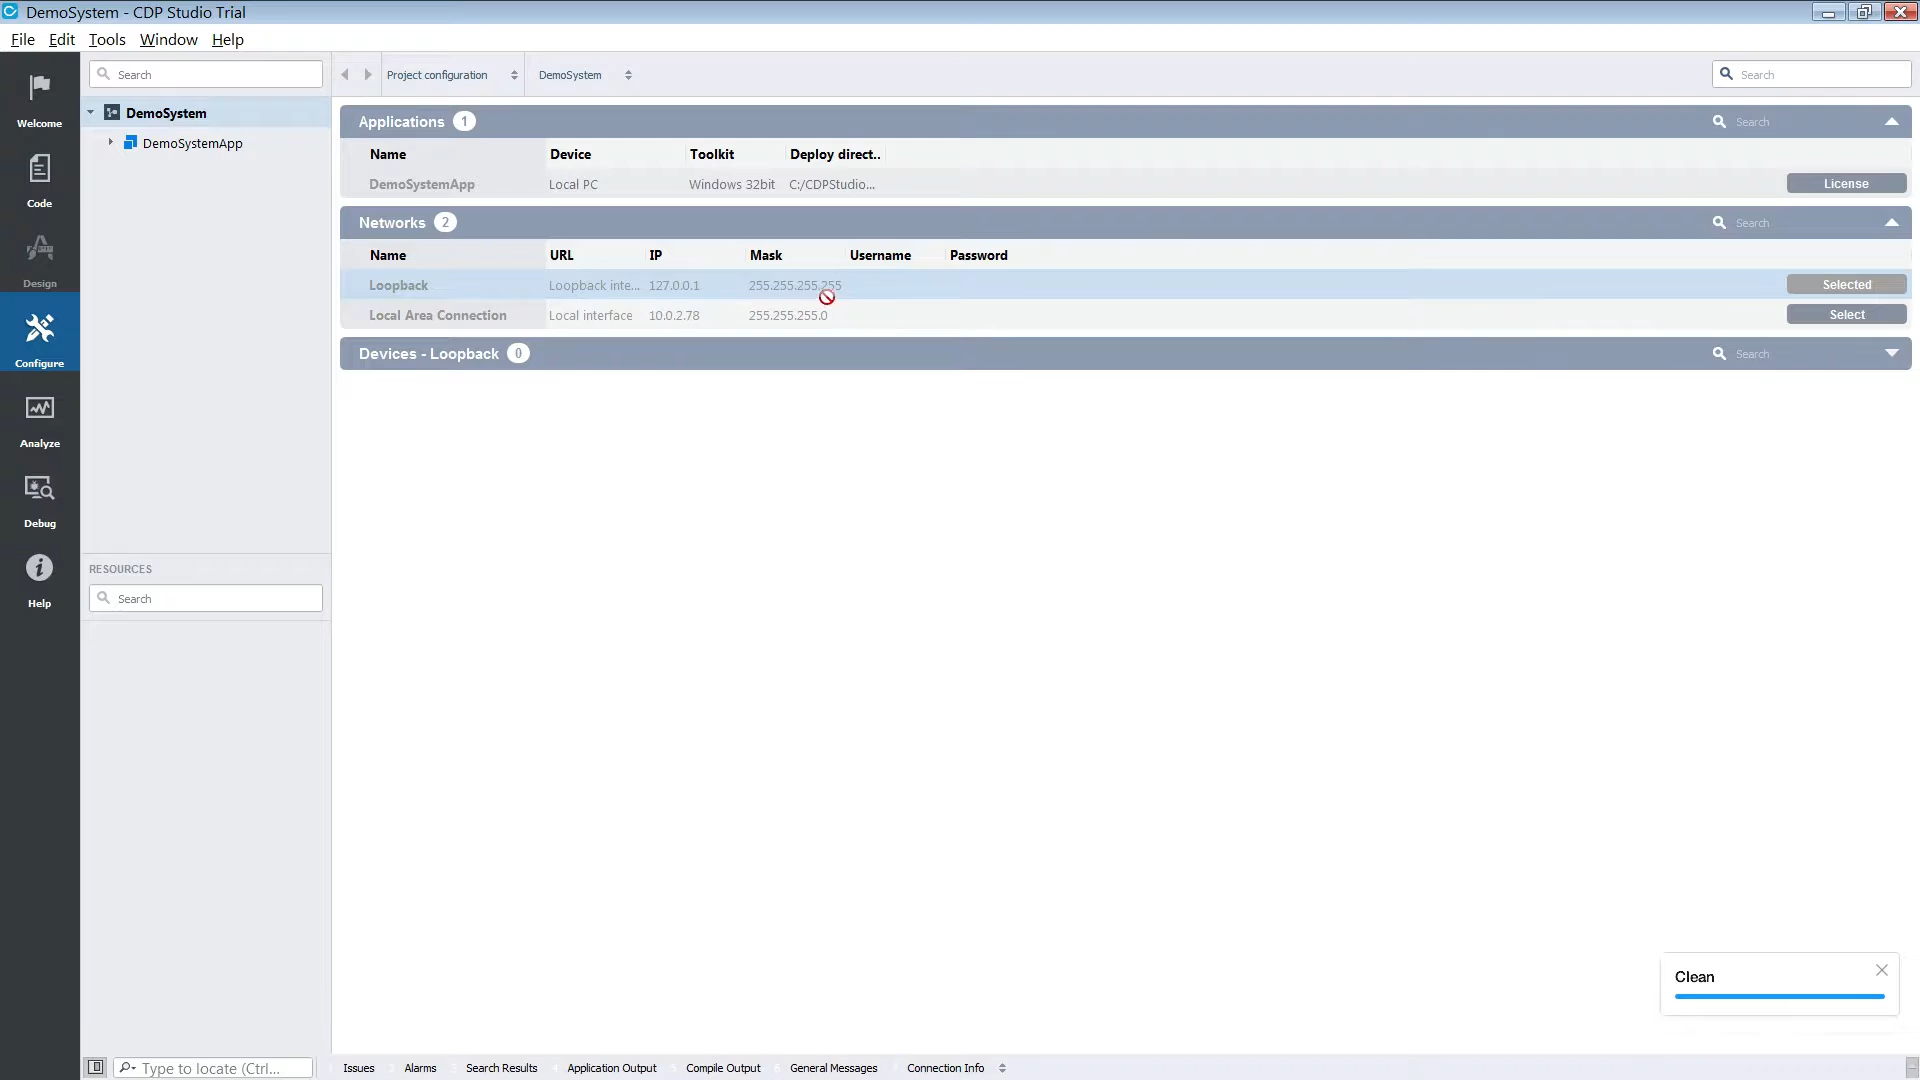 DemoSystem - CDP Studio Trial
File Edit Tools Window Help
Search
Project configuration
DemoSystem
Search
Welcome
Code
Design
Configure
Analyze
Debug
Help
DemoSystem
DemoSystemApp
RESOURCES
Search
Applications 1 Search
Name Device Toolkit Deploy direct..
DemoSystemApp Local PC Windows 32bit C:/CDPStudio... License
Networks 2 Search
Name URL IP Mask Username Password
Loopback Loopback inte... 127.0.0.1 255.255.255.255 Selected
Local Area Connection Local interface 10.0.2.78 255.255.255.0 Select
Devices - Loopback 0 Search
Clean
Type to locate (Ctrl...
Issues Alarms Search Results Application Output Compile Output General Messages Connection Info